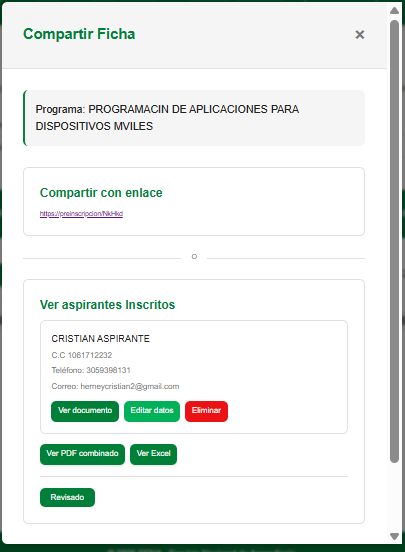 Compartir Ficha
×
Programa: PROGRAMACIN DE APLICACIONES PARA
DISPOSITIVOS MVILES
Compartir con enlace
https://preinscripcion/NkHkd
O
Ver aspirantes Inscritos
CRISTIAN ASPIRANTE
C.C 1061712232
Teléfono: 3059398131
Correo: herneycristian2@gmail.com
Ver documento Editar datos Eliminar
Ver PDF combinado Ver Excel
Revisado